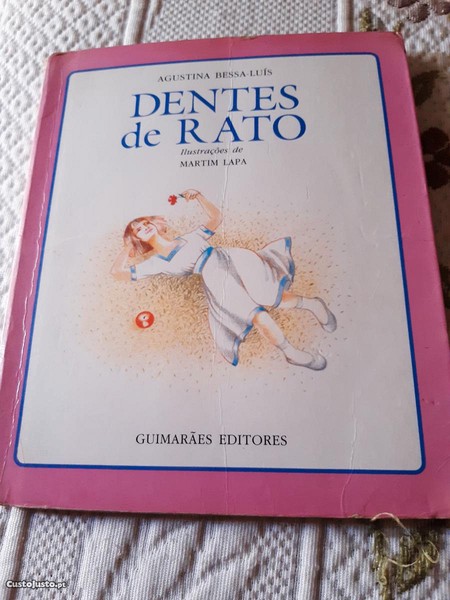 AGUSTINA BESSA-LUÍS
DENTES
de RATO
Ilustrações de
MARTIM LAPA
GUIMARÃES EDITORES
CustoJusto.pt